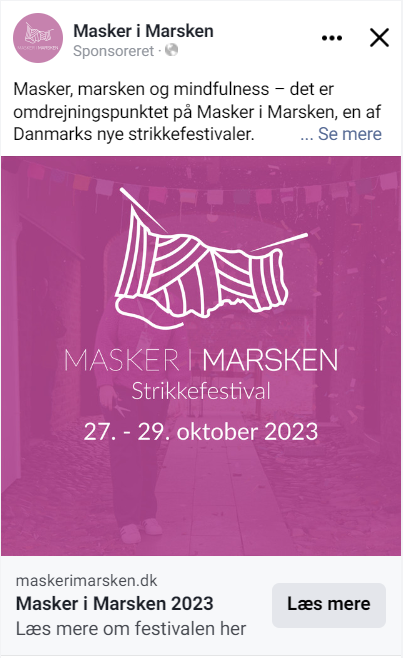 Masker i Marsken
Sponsoreret ·
Masker, marsken og mindfulness – det er
omdrejningspunktet på Masker i Marsken, en af
Danmarks nye strikkefestivaler. ... Se mere
MASKER I MARSKEN
Strikkefestival
27. - 29. oktober 2023
maskerimarsken.dk
Masker i Marsken 2023
Læs mere om festivalen her
Læs mere